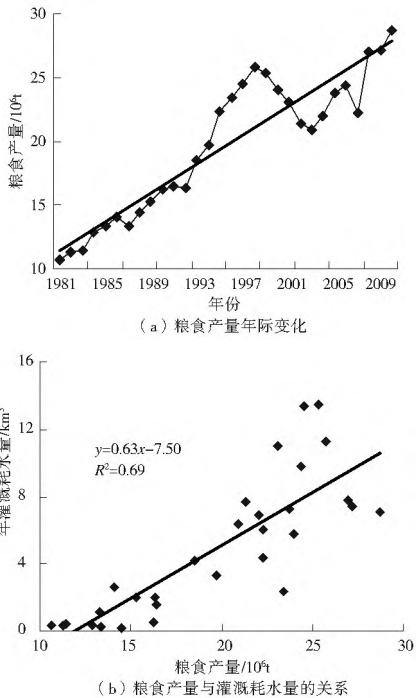 30
25
20
15
10
粮食产量/10⁶t
1981 1985 1989 1993 1997 2001 2005 2009
年份
（a）粮食产量年际变化
16
12
8
4
0
年灌溉耗水量/km³
y=0.63x−7.50
R²=0.69
10 15 20 25 30
粮食产量/10⁶t
（b）粮食产量与灌溉耗水量的关系